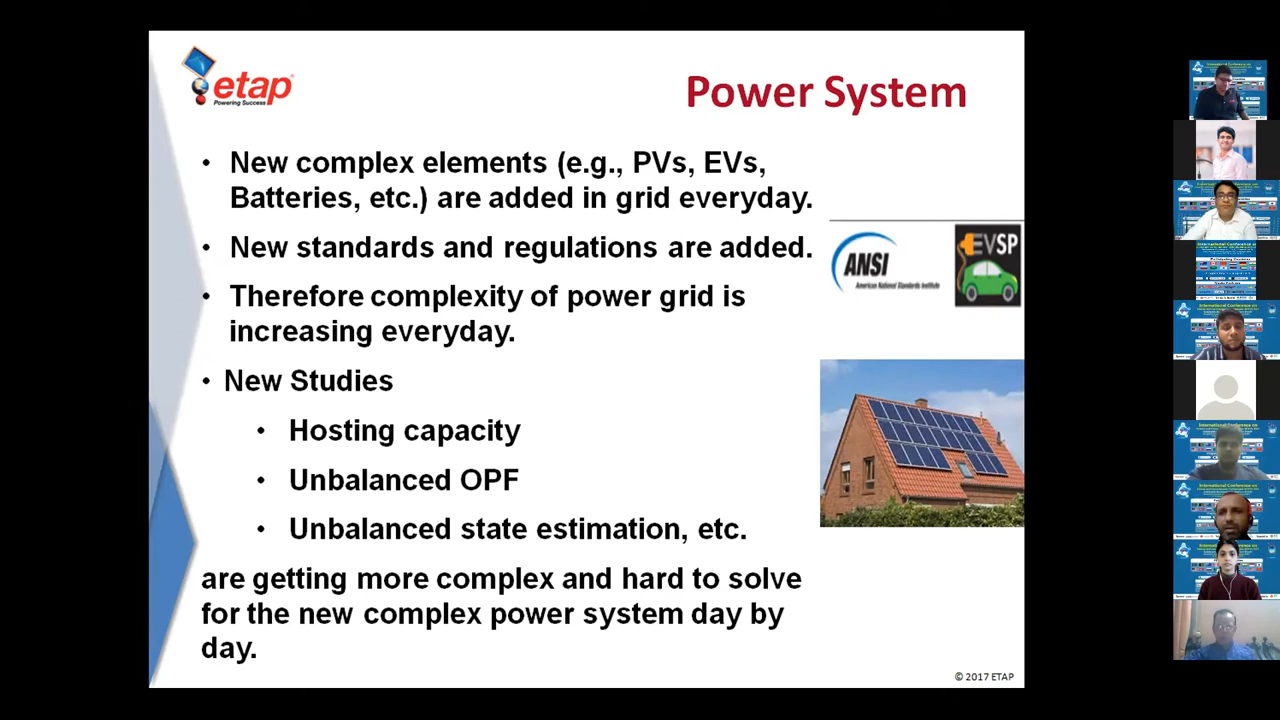 etap
Powering Success
Power System
• New complex elements (e.g., PVs, EVs,
Batteries, etc.) are added in grid everyday.
• New standards and regulations are added.
• Therefore complexity of power grid is
increasing everyday.
• New Studies
• Hosting capacity
• Unbalanced OPF
• Unbalanced state estimation, etc.
are getting more complex and hard to solve
for the new complex power system day by
day.
ANSI
American National Standards Institute
EVSP
© 2017 ETAP
International Conference on